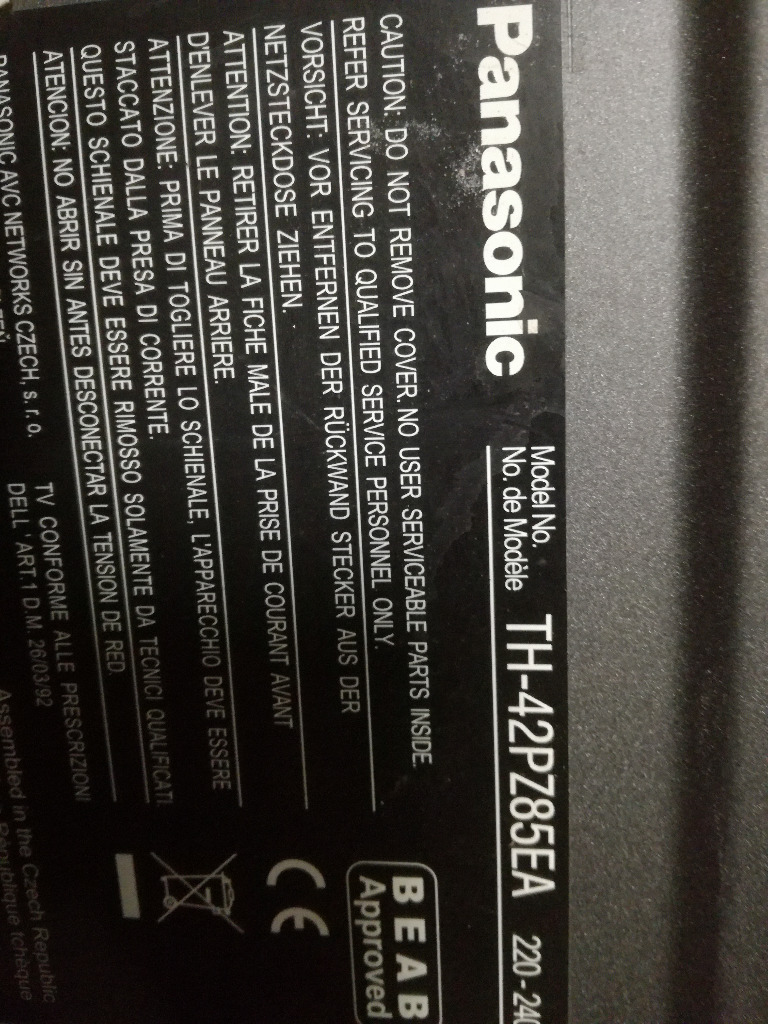 Panasonic
Model No.
No. de Modèle
TH-42PZ85EA
220 - 240
CAUTION: DO NOT REMOVE COVER. NO USER SERVICEABLE PARTS INSIDE.
REFER SERVICING TO QUALIFIED SERVICE PERSONNEL ONLY.
VORSICHT: VOR ENTFERNEN DER RÜCKWAND STECKER AUS DER
NETZSTECKDOSE ZIEHEN.
ATTENTION: RETIRER LA FICHE MALE DE LA PRISE DE COURANT AVANT
D'ENLEVER LE PANNEAU ARRIERE.
ATTENZIONE: PRIMA DI TOGLIERE LO SCHIENALE, L'APPARECCHIO DEVE ESSERE
STACCATO DALLA PRESA DI CORRENTE.
QUESTO SCHIENALE DEVE ESSERE RIMOSSO SOLAMENTE DA TECNICI QUALIFICATI.
ATENCION: NO ABRIR SIN ANTES DESCONECTAR LA TENSION DE RED.
BEAB
Approved
CE
PANASONIC AVC NETWORKS CZECH, s. r. o.
TV CONFORME ALLE PRESCRIZIONI
DELL' ART.1 D.M. 26/03/92
Assembled in the Czech Republic
République tchèque